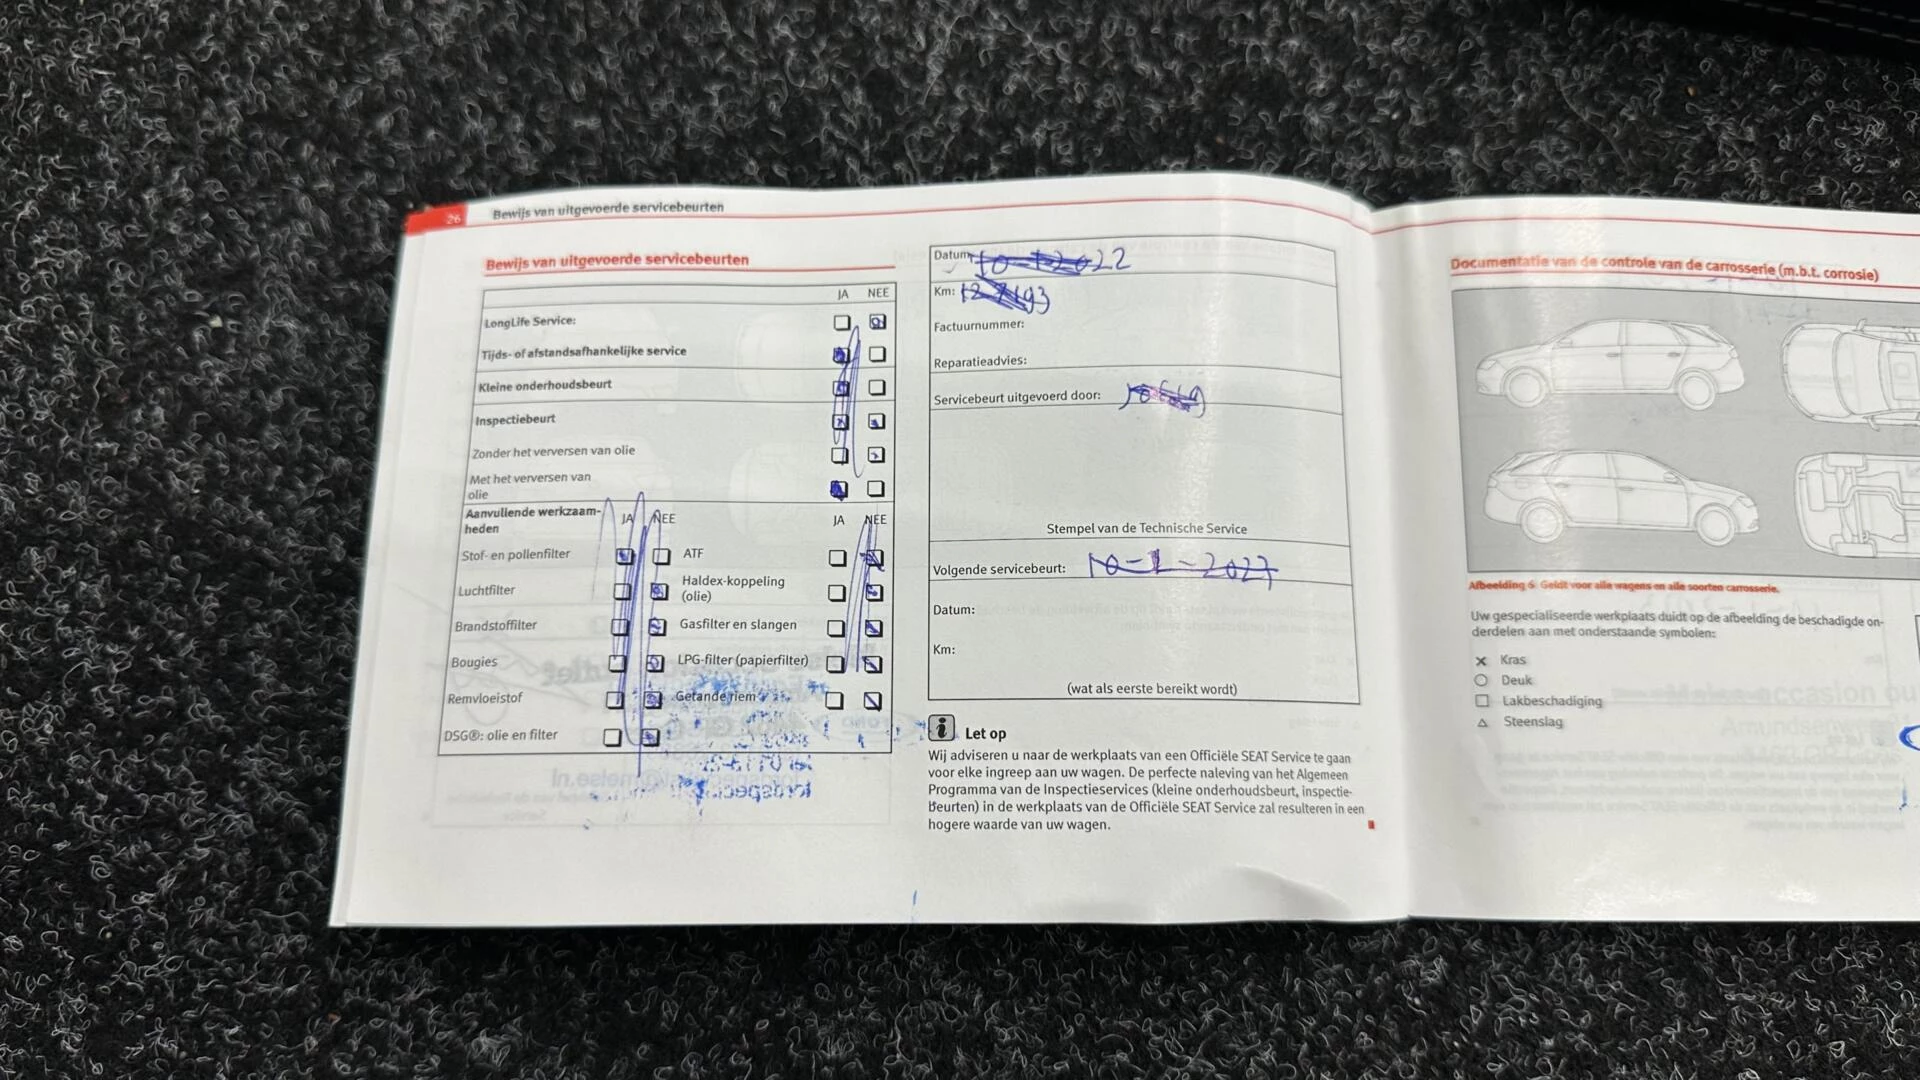 26
Bewijs van uitgevoerde servicebeurten
Bewijs van uitgevoerde servicebeurten
JA NEE
LongLife Service:
Tijds- of afstandsafhankelijke service
Kleine onderhoudsbeurt
Inspectiebeurt
Zonder het verversen van olie
Met het verversen van
olie
Aanvullende werkzaam-
heden
JA NEE
JA NEE
Stof- en pollenfilter
ATF
Luchtfilter
Haldex-koppeling
(olie)
Brandstoffilter
Gasfilter en slangen
Bougies
LPG-filter (papierfilter)
Remvloeistof
Getande riem
DSG®: olie en filter
Datum:
Km:
Factuurnummer:
Reparatieadvies:
Servicebeurt uitgevoerd door:
Stempel van de Technische Service
Volgende servicebeurt: 10-1-2027
Datum:
Km:
(wat als eerste bereikt wordt)
Let op
Wij adviseren u naar de werkplaats van een Officiële SEAT Service te gaan
voor elke ingreep aan uw wagen. De perfecte naleving van het Algemeen
Programma van de Inspectieservices (kleine onderhoudsbeurt, inspectie-
beurten) in de werkplaats van de Officiële SEAT Service zal resulteren in een
hogere waarde van uw wagen.
Documentatie van de controle van de carrosserie (m.b.t. corrosie)
Afbeelding 6 Geldt voor alle wagens en alle soorten carrosserie.
Uw gespecialiseerde werkplaats duidt op de afbeelding de beschadigde on-
derdelen aan met onderstaande symbolen:
Kras
Deuk
Lakbeschadiging
Steenslag